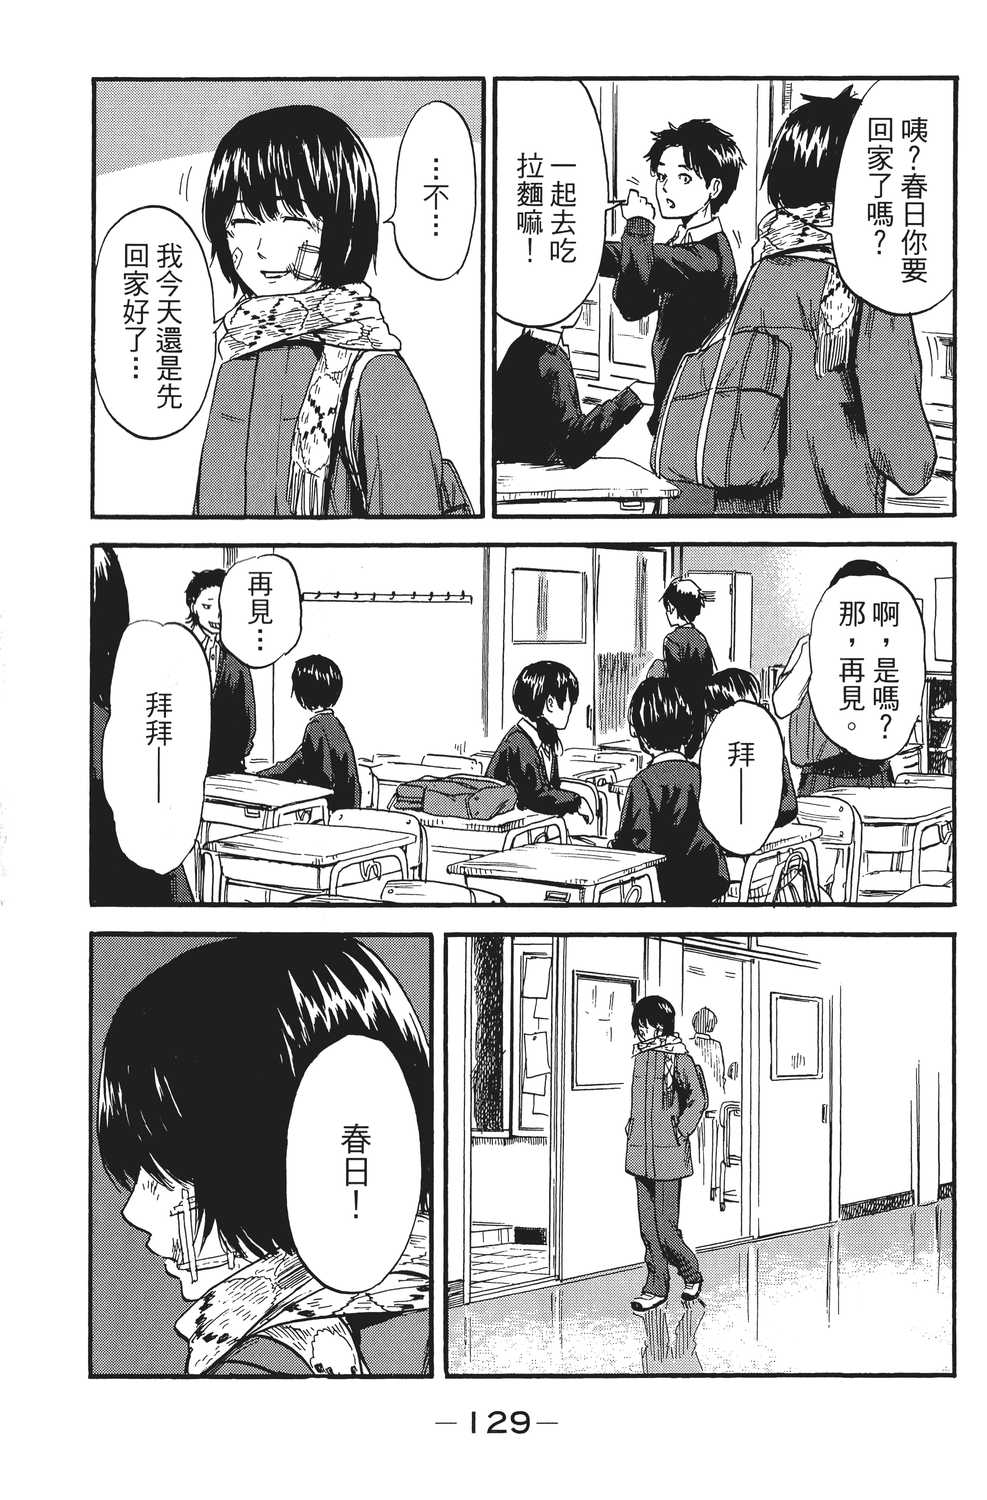 咦？春日你要
回家了嗎？
一起去吃
拉麵嘛！
…不…
我今天還是先
回家好了…
啊，是嗎？
那，再見。
拜——
再見…
拜拜——
春日！
—129—